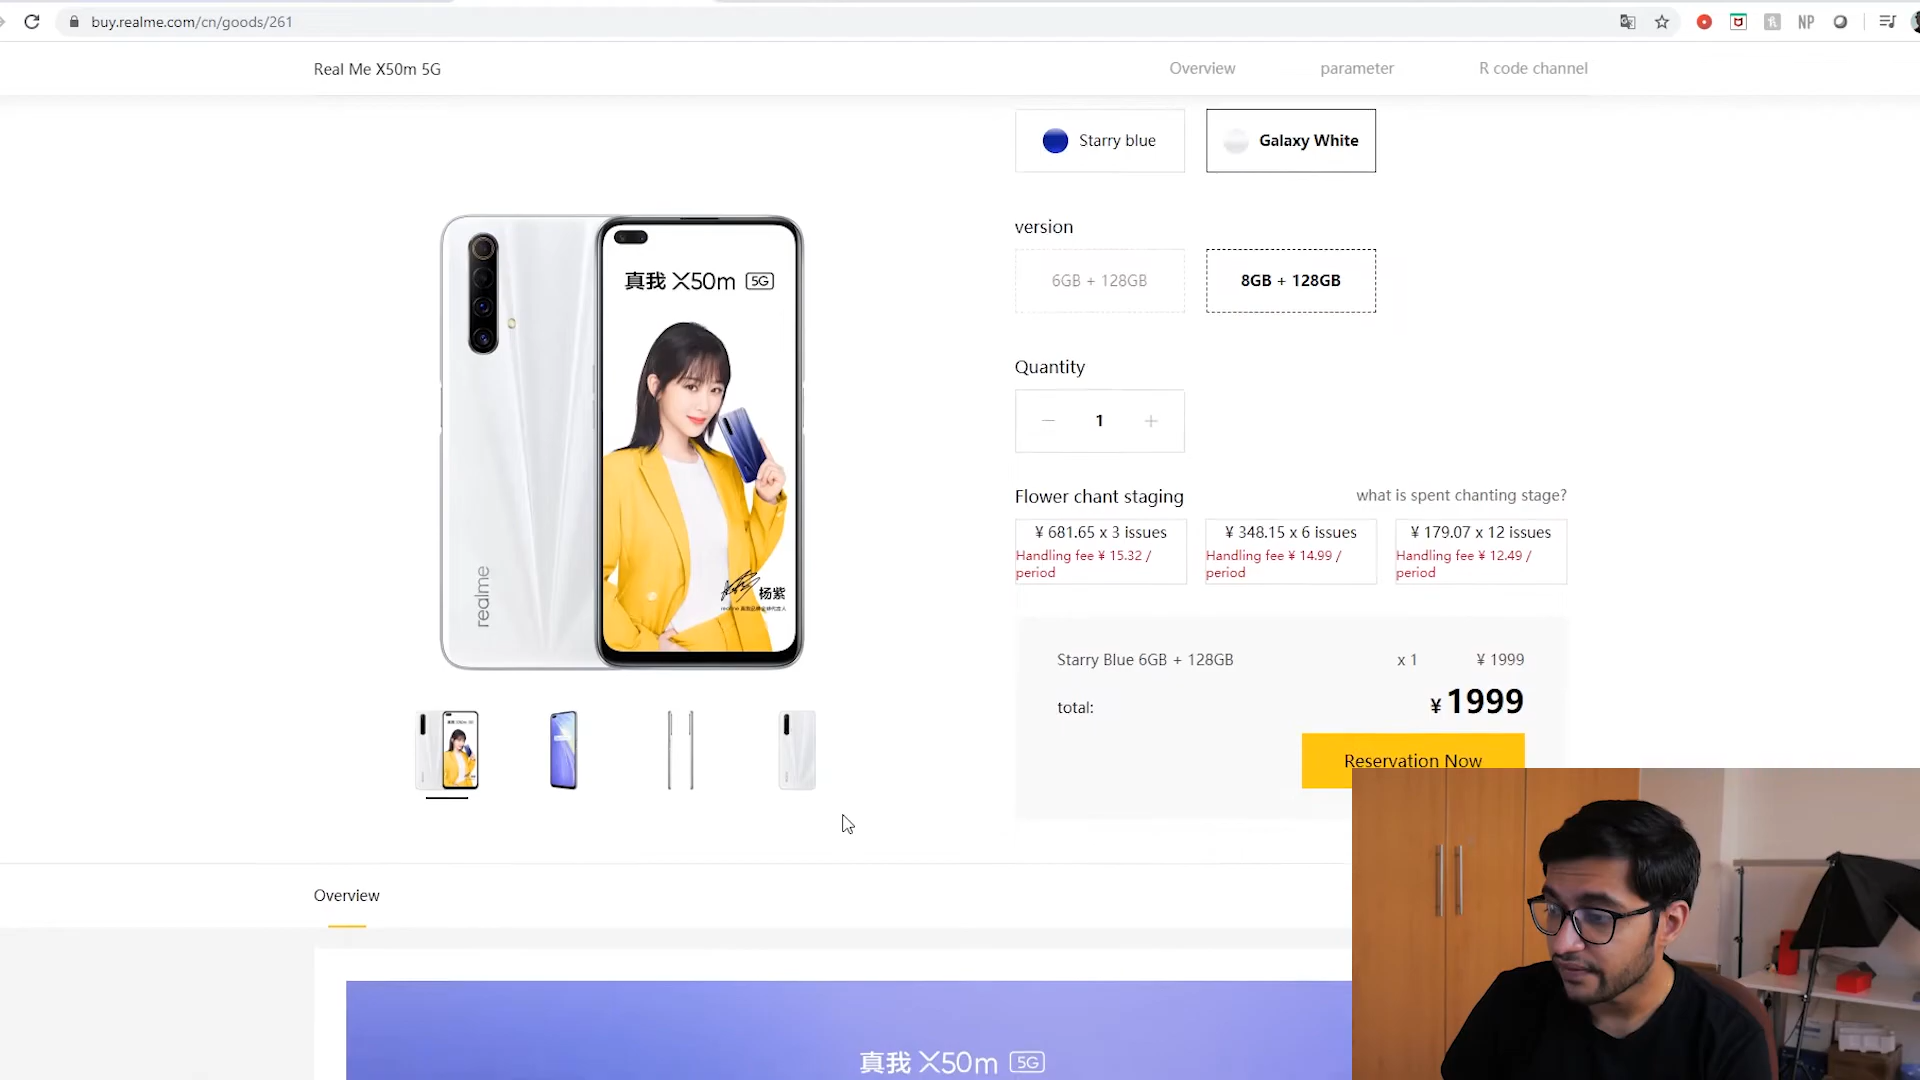 buy.realme.com/cn/goods/261
NP
Real Me X50m 5G
Overview
parameter
R code channel
Starry blue
Galaxy White
version
6GB + 128GB
8GB + 128GB
真我 X50m 5G
杨紫
realme
Quantity
1
Flower chant staging
what is spent chanting stage?
¥ 681.65 x 3 issues
Handling fee ¥ 15.32 /
period
¥ 348.15 x 6 issues
Handling fee ¥ 14.99 /
period
¥ 179.07 x 12 issues
Handling fee ¥ 12.49 /
period
Starry Blue 6GB + 128GB
x 1
¥ 1999
total:
¥ 1999
Reservation Now
Overview
真我 X50m 5G